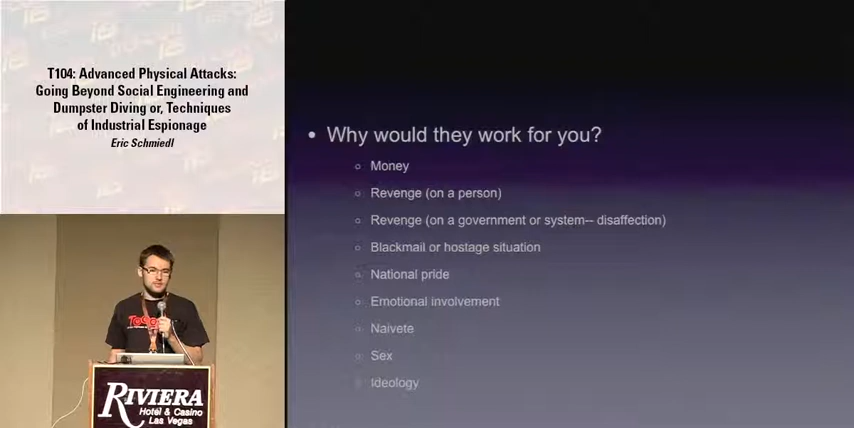 T104: Advanced Physical Attacks:
Going Beyond Social Engineering and
Dumpster Diving or, Techniques
of Industrial Espionage
Eric Schmiedl
• Why would they work for you?
○ Money
○ Revenge (on a person)
○ Revenge (on a government or system-- disaffection)
○ Blackmail or hostage situation
○ National pride
○ Emotional involvement
○ Naivete
○ Sex
○ Ideology
RIVIERA
Hotel & Casino
Las Vegas